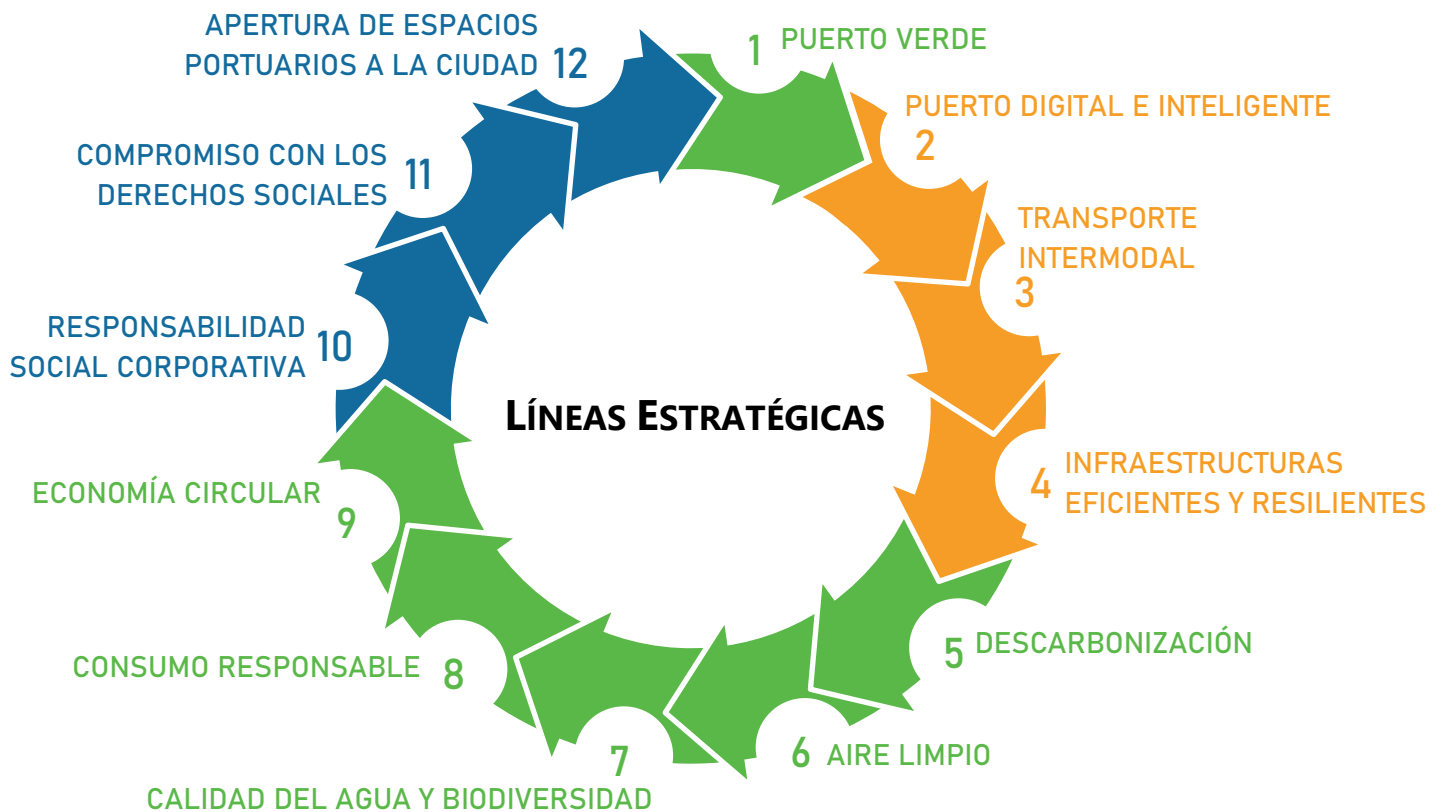 1 PUERTO VERDE
2 PUERTO DIGITAL E INTELIGENTE
3 TRANSPORTE
INTERMODAL
4 INFRAESTRUCTURAS
EFICIENTES Y RESILIENTES
5 DESCARBONIZACIÓN
6 AIRE LIMPIO
7
CALIDAD DEL AGUA Y BIODIVERSIDAD
CONSUMO RESPONSABLE 8
ECONOMÍA CIRCULAR
9
RESPONSABILIDAD
SOCIAL CORPORATIVA 10
COMPROMISO CON LOS
DERECHOS SOCIALES 11
APERTURA DE ESPACIOS
PORTUARIOS A LA CIUDAD 12
LÍNEAS ESTRATÉGICAS